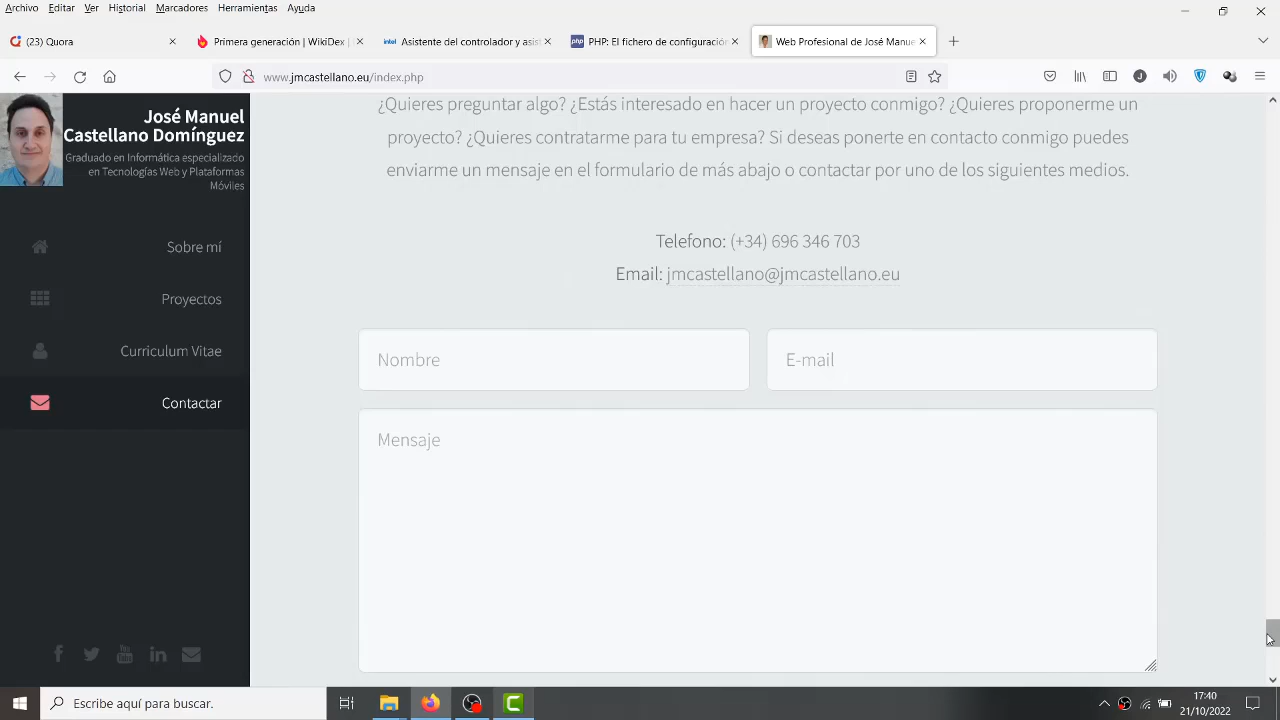 Archivo Editar Ver Historial Marcadores Herramientas Ayuda
(23) Quora
Primera generación | WikiDex |
Asistente del controlador y asis
PHP: El fichero de configuración
Web Profesional de José Manue
www.jmcastellano.eu/index.php
José Manuel
Castellano Domínguez
Graduado en Informática especializado
en Tecnologías Web y Plataformas
Móviles
Sobre mí
Proyectos
Curriculum Vitae
Contactar
¿Quieres preguntar algo? ¿Estás interesado en hacer un proyecto conmigo? ¿Quieres proponerme un
proyecto? ¿Quieres contratarme para tu empresa? Si deseas ponerte en contacto conmigo puedes
enviarme un mensaje en el formulario de más abajo o contactar por uno de los siguientes medios.
Telefono: (+34) 696 346 703
Email: jmcastellano@jmcastellano.eu
Nombre
E-mail
Mensaje
Escribe aquí para buscar.
17:40
21/10/2022